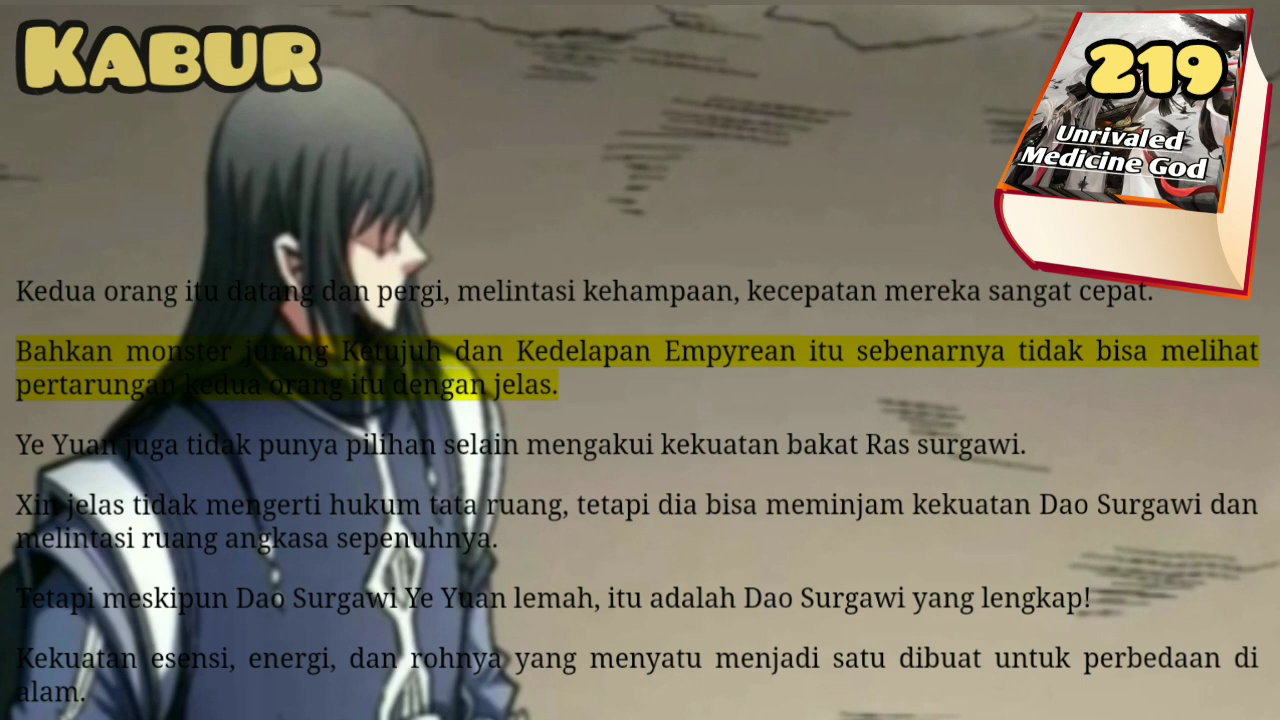 KABUR
219
Unrivaled
Medicine God
Kedua orang itu datang dan pergi, melintasi kehampaan, kecepatan mereka sangat cepat.
Bahkan monster jurang Ketujuh dan Kedelapan Empyrean itu sebenarnya tidak bisa melihat
pertarungan kedua orang itu dengan jelas.
Ye Yuan juga tidak punya pilihan selain mengakui kekuatan bakat Ras surgawi.
Xin jelas tidak mengerti hukum tata ruang, tetapi dia bisa meminjam kekuatan Dao Surgawi dan
melintasi ruang angkasa sepenuhnya.
Tetapi meskipun Dao Surgawi Ye Yuan lemah, itu adalah Dao Surgawi yang lengkap!
Kekuatan esensi, energi, dan rohnya yang menyatu menjadi satu dibuat untuk perbedaan di
alam.